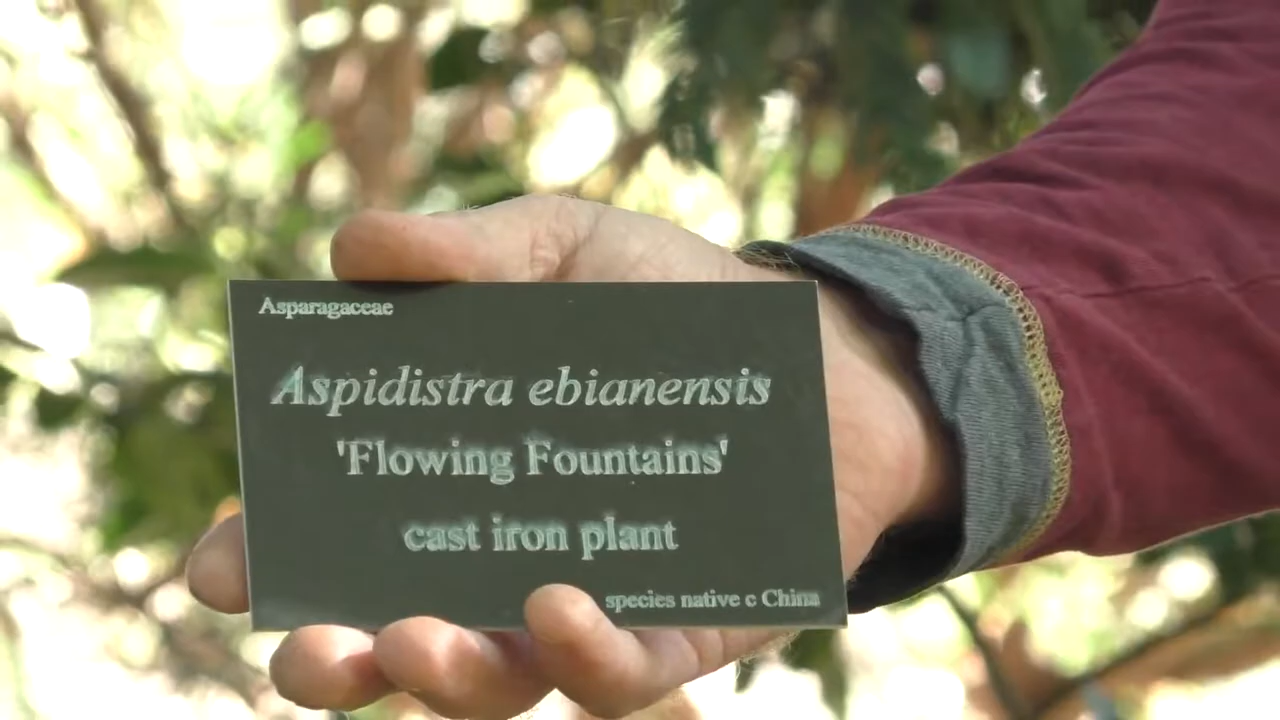 Asparagaceae
Aspidistra ebianensis
'Flowing Fountains'
cast iron plant
species native c China